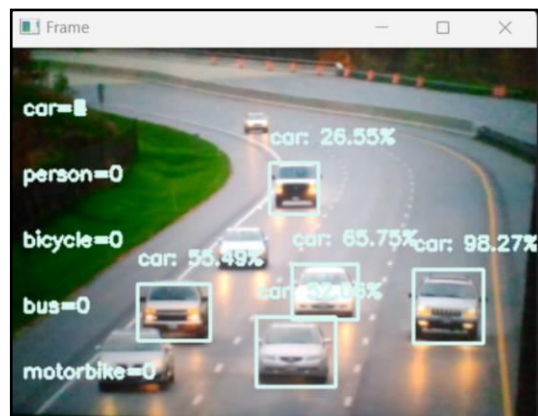 Frame
car=
car: 26.55%
person=0
bicycle=0
car: 65.75%
car: 98.27%
car: 55.49%
bus=0
motorbike=0